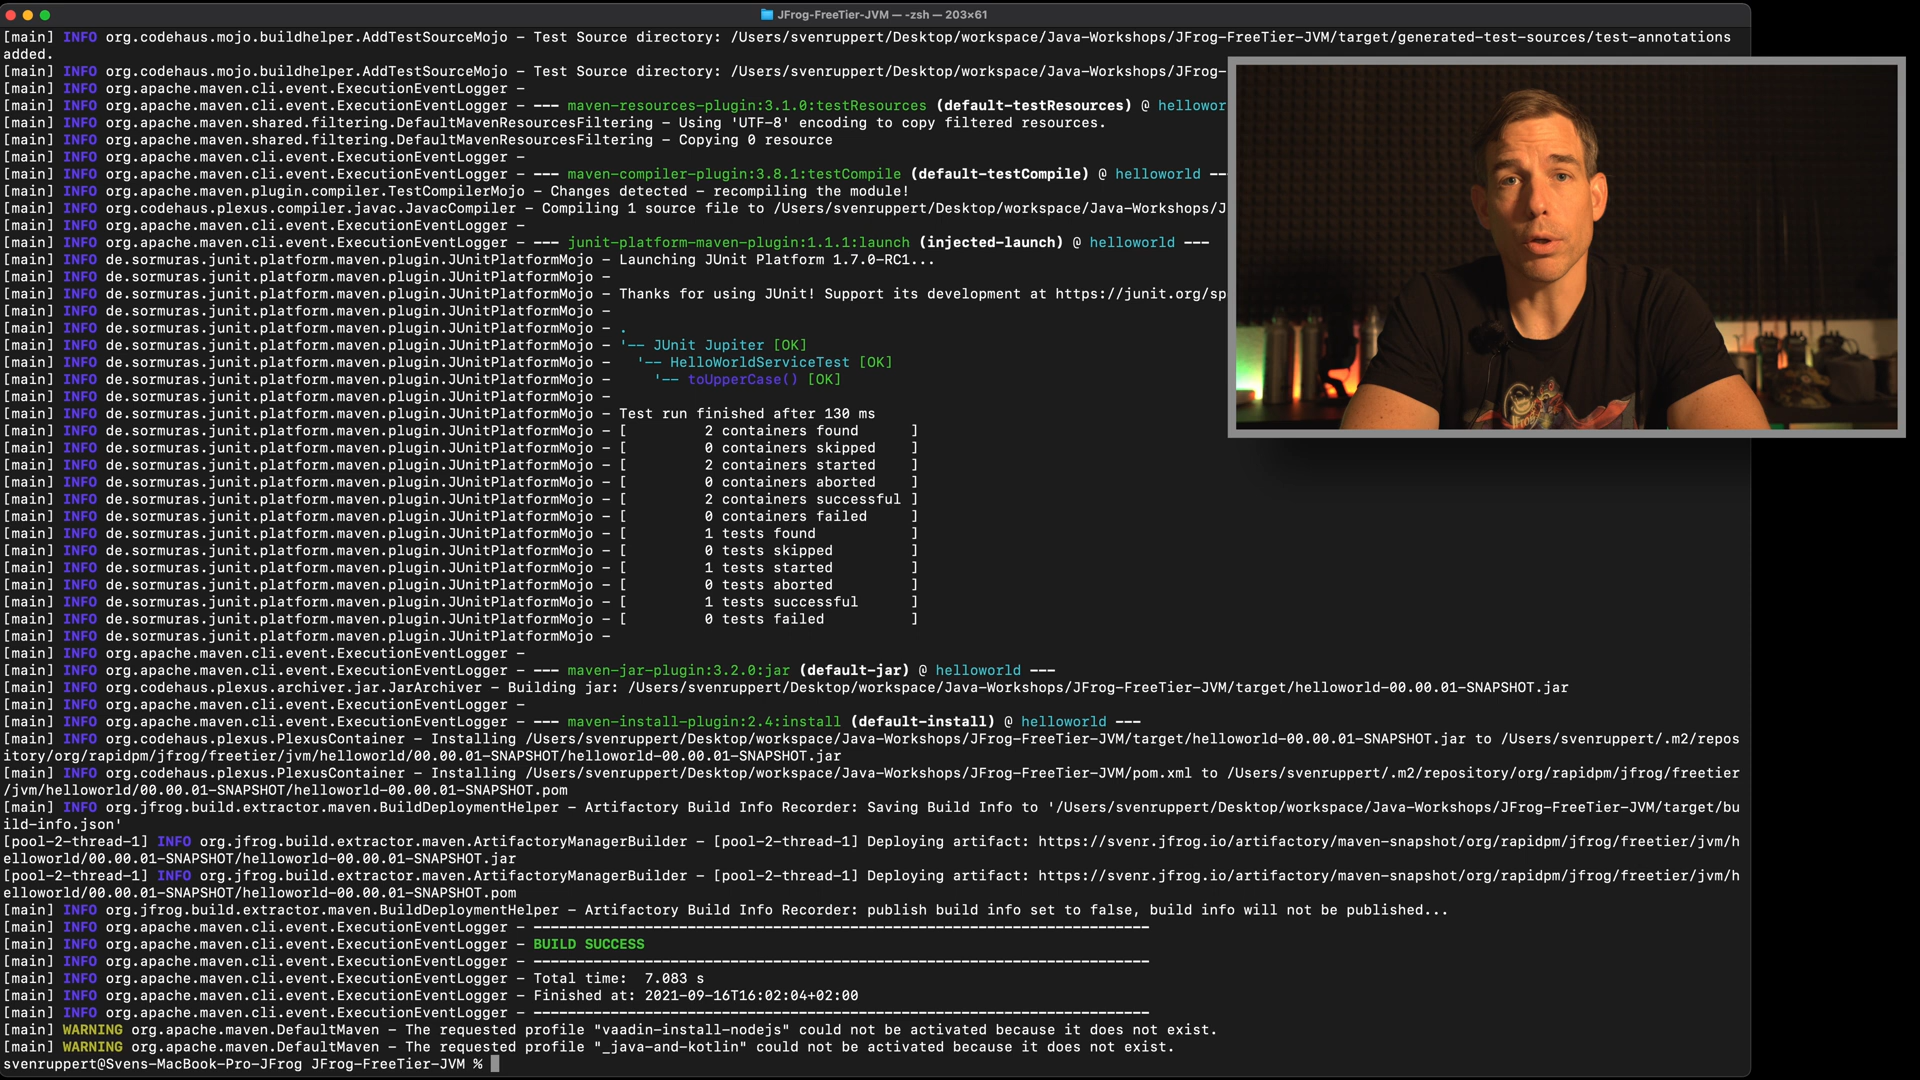 JFrog-FreeTier-JVM — -zsh — 203×61
[main] INFO org.codehaus.mojo.buildhelper.AddTestSourceMojo - Test Source directory: /Users/svenruppert/Desktop/workspace/Java-Workshops/JFrog-FreeTier-JVM/target/generated-test-sources/test-annotations
added.
[main] INFO org.codehaus.mojo.buildhelper.AddTestSourceMojo - Test Source directory: /Users/svenruppert/Desktop/workspace/Java-Workshops/JFrog-
[main] INFO org.apache.maven.cli.event.ExecutionEventLogger -
[main] INFO org.apache.maven.cli.event.ExecutionEventLogger - --- maven-resources-plugin:3.1.0:testResources (default-testResources) @ hellowor
[main] INFO org.apache.maven.shared.filtering.DefaultMavenResourcesFiltering - Using 'UTF-8' encoding to copy filtered resources.
[main] INFO org.apache.maven.shared.filtering.DefaultMavenResourcesFiltering - Copying 0 resource
[main] INFO org.apache.maven.cli.event.ExecutionEventLogger -
[main] INFO org.apache.maven.cli.event.ExecutionEventLogger - --- maven-compiler-plugin:3.8.1:testCompile (default-testCompile) @ helloworld ---
[main] INFO org.apache.maven.plugin.compiler.TestCompilerMojo - Changes detected - recompiling the module!
[main] INFO org.codehaus.plexus.compiler.javac.JavacCompiler - Compiling 1 source file to /Users/svenruppert/Desktop/workspace/Java-Workshops/J
[main] INFO org.apache.maven.cli.event.ExecutionEventLogger -
[main] INFO org.apache.maven.cli.event.ExecutionEventLogger - --- junit-platform-maven-plugin:1.1.1:launch (injected-launch) @ helloworld ---
[main] INFO de.sormuras.junit.platform.maven.plugin.JUnitPlatformMojo - Launching JUnit Platform 1.7.0-RC1...
[main] INFO de.sormuras.junit.platform.maven.plugin.JUnitPlatformMojo -
[main] INFO de.sormuras.junit.platform.maven.plugin.JUnitPlatformMojo - Thanks for using JUnit! Support its development at https://junit.org/sp
[main] INFO de.sormuras.junit.platform.maven.plugin.JUnitPlatformMojo -
[main] INFO de.sormuras.junit.platform.maven.plugin.JUnitPlatformMojo - .
[main] INFO de.sormuras.junit.platform.maven.plugin.JUnitPlatformMojo - '-- JUnit Jupiter [OK]
[main] INFO de.sormuras.junit.platform.maven.plugin.JUnitPlatformMojo -   '-- HelloWorldServiceTest [OK]
[main] INFO de.sormuras.junit.platform.maven.plugin.JUnitPlatformMojo -     '-- toUpperCase() [OK]
[main] INFO de.sormuras.junit.platform.maven.plugin.JUnitPlatformMojo -
[main] INFO de.sormuras.junit.platform.maven.plugin.JUnitPlatformMojo - Test run finished after 130 ms
[main] INFO de.sormuras.junit.platform.maven.plugin.JUnitPlatformMojo - [         2 containers found      ]
[main] INFO de.sormuras.junit.platform.maven.plugin.JUnitPlatformMojo - [         0 containers skipped    ]
[main] INFO de.sormuras.junit.platform.maven.plugin.JUnitPlatformMojo - [         2 containers started    ]
[main] INFO de.sormuras.junit.platform.maven.plugin.JUnitPlatformMojo - [         0 containers aborted    ]
[main] INFO de.sormuras.junit.platform.maven.plugin.JUnitPlatformMojo - [         2 containers successful ]
[main] INFO de.sormuras.junit.platform.maven.plugin.JUnitPlatformMojo - [         0 containers failed     ]
[main] INFO de.sormuras.junit.platform.maven.plugin.JUnitPlatformMojo - [         1 tests found           ]
[main] INFO de.sormuras.junit.platform.maven.plugin.JUnitPlatformMojo - [         0 tests skipped         ]
[main] INFO de.sormuras.junit.platform.maven.plugin.JUnitPlatformMojo - [         1 tests started         ]
[main] INFO de.sormuras.junit.platform.maven.plugin.JUnitPlatformMojo - [         0 tests aborted         ]
[main] INFO de.sormuras.junit.platform.maven.plugin.JUnitPlatformMojo - [         1 tests successful      ]
[main] INFO de.sormuras.junit.platform.maven.plugin.JUnitPlatformMojo - [         0 tests failed          ]
[main] INFO de.sormuras.junit.platform.maven.plugin.JUnitPlatformMojo -
[main] INFO org.apache.maven.cli.event.ExecutionEventLogger -
[main] INFO org.apache.maven.cli.event.ExecutionEventLogger - --- maven-jar-plugin:3.2.0:jar (default-jar) @ helloworld ---
[main] INFO org.codehaus.plexus.archiver.jar.JarArchiver - Building jar: /Users/svenruppert/Desktop/workspace/Java-Workshops/JFrog-FreeTier-JVM/target/helloworld-00.00.01-SNAPSHOT.jar
[main] INFO org.apache.maven.cli.event.ExecutionEventLogger -
[main] INFO org.apache.maven.cli.event.ExecutionEventLogger - --- maven-install-plugin:2.4:install (default-install) @ helloworld ---
[main] INFO org.codehaus.plexus.PlexusContainer - Installing /Users/svenruppert/Desktop/workspace/Java-Workshops/JFrog-FreeTier-JVM/target/helloworld-00.00.01-SNAPSHOT.jar to /Users/svenruppert/.m2/repos
itory/org/rapidpm/jfrog/freetier/jvm/helloworld/00.00.01-SNAPSHOT/helloworld-00.00.01-SNAPSHOT.jar
[main] INFO org.codehaus.plexus.PlexusContainer - Installing /Users/svenruppert/Desktop/workspace/Java-Workshops/JFrog-FreeTier-JVM/pom.xml to /Users/svenruppert/.m2/repository/org/rapidpm/jfrog/freetier
/jvm/helloworld/00.00.01-SNAPSHOT/helloworld-00.00.01-SNAPSHOT.pom
[main] INFO org.jfrog.build.extractor.maven.BuildDeploymentHelper - Artifactory Build Info Recorder: Saving Build Info to '/Users/svenruppert/Desktop/workspace/Java-Workshops/JFrog-FreeTier-JVM/target/bu
ild-info.json'
[pool-2-thread-1] INFO org.jfrog.build.extractor.maven.ArtifactoryManagerBuilder - [pool-2-thread-1] Deploying artifact: https://svenr.jfrog.io/artifactory/maven-snapshot/org/rapidpm/jfrog/freetier/jvm/h
elloworld/00.00.01-SNAPSHOT/helloworld-00.00.01-SNAPSHOT.jar
[pool-2-thread-1] INFO org.jfrog.build.extractor.maven.ArtifactoryManagerBuilder - [pool-2-thread-1] Deploying artifact: https://svenr.jfrog.io/artifactory/maven-snapshot/org/rapidpm/jfrog/freetier/jvm/h
elloworld/00.00.01-SNAPSHOT/helloworld-00.00.01-SNAPSHOT.pom
[main] INFO org.jfrog.build.extractor.maven.BuildDeploymentHelper - Artifactory Build Info Recorder: publish build info set to false, build info will not be published...
[main] INFO org.apache.maven.cli.event.ExecutionEventLogger - ------------------------------------------------------------------------
[main] INFO org.apache.maven.cli.event.ExecutionEventLogger - BUILD SUCCESS
[main] INFO org.apache.maven.cli.event.ExecutionEventLogger - ------------------------------------------------------------------------
[main] INFO org.apache.maven.cli.event.ExecutionEventLogger - Total time:  7.083 s
[main] INFO org.apache.maven.cli.event.ExecutionEventLogger - Finished at: 2021-09-16T16:02:04+02:00
[main] INFO org.apache.maven.cli.event.ExecutionEventLogger - ------------------------------------------------------------------------
[main] WARNING org.apache.maven.DefaultMaven - The requested profile "vaadin-install-nodejs" could not be activated because it does not exist.
[main] WARNING org.apache.maven.DefaultMaven - The requested profile "_java-and-kotlin" could not be activated because it does not exist.
svenruppert@Svens-MacBook-Pro-JFrog JFrog-FreeTier-JVM %